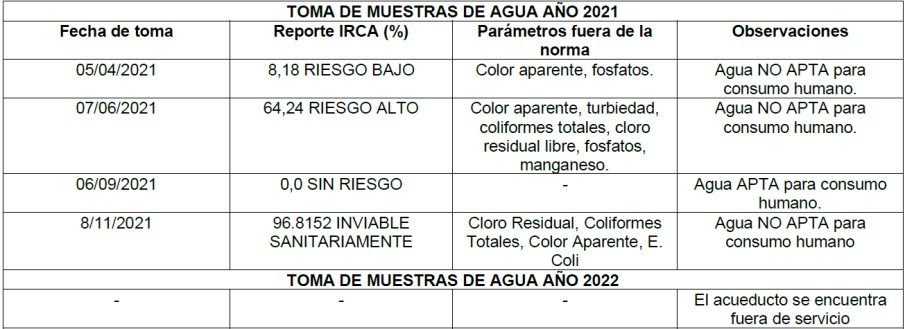 TOMA DE MUESTRAS DE AGUA AÑO 2021
Fecha de toma
Reporte IRCA (%)
Parámetros fuera de la
norma
Observaciones
05/04/2021
8,18 RIESGO BAJO
Color aparente, fosfatos.
Agua NO APTA para
consumo humano.
07/06/2021
64,24 RIESGO ALTO
Color aparente, turbiedad,
coliformes totales, cloro
residual libre, fosfatos,
manganeso.
Agua NO APTA para
consumo humano.
06/09/2021
0,0 SIN RIESGO
-
Agua APTA para consumo
humano.
8/11/2021
96.8152 INVIABLE
SANITARIAMENTE
Cloro Residual, Coliformes
Totales, Color Aparente, E.
Coli
Agua NO APTA para
consumo humano
TOMA DE MUESTRAS DE AGUA AÑO 2022
-
-
-
El acueducto se encuentra
fuera de servicio